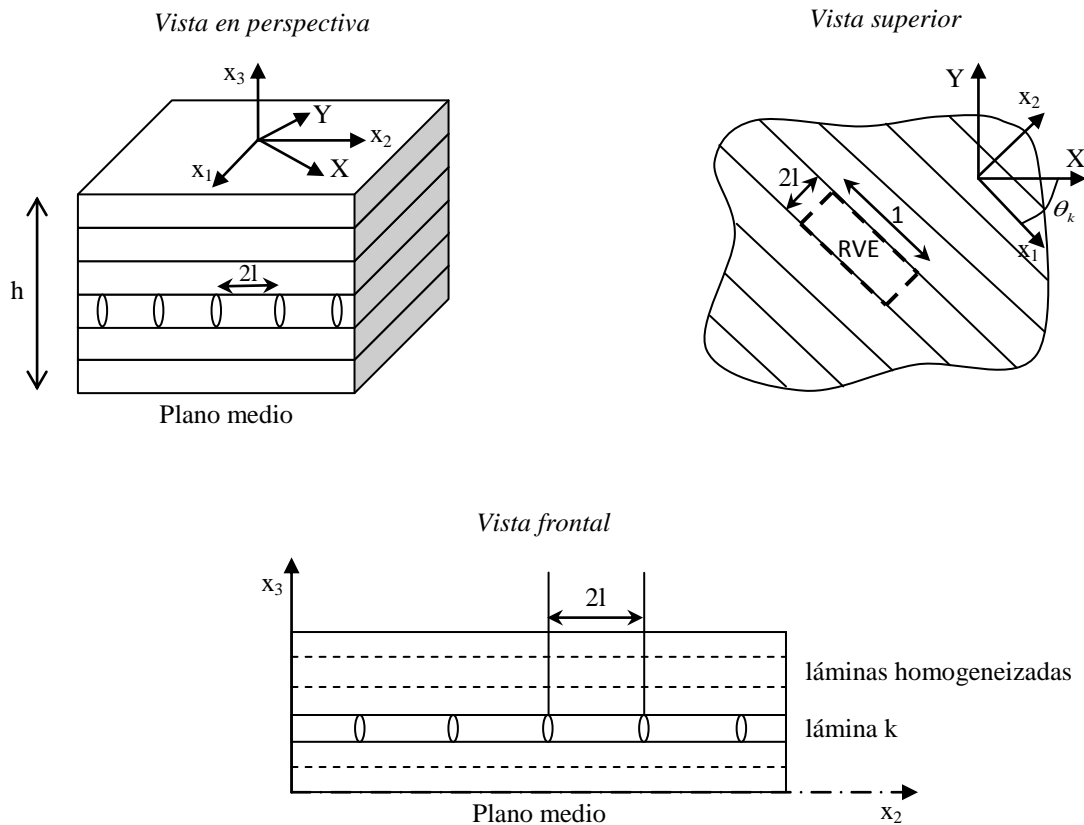 Vista en perspectiva
x3
Y
x2
X
x1
2l
h
Plano medio
Vista superior
Y
x2
X
2l
1
RVE
θk
x1
Vista frontal
x3
2l
láminas homogeneizadas
lámina k
Plano medio
x2